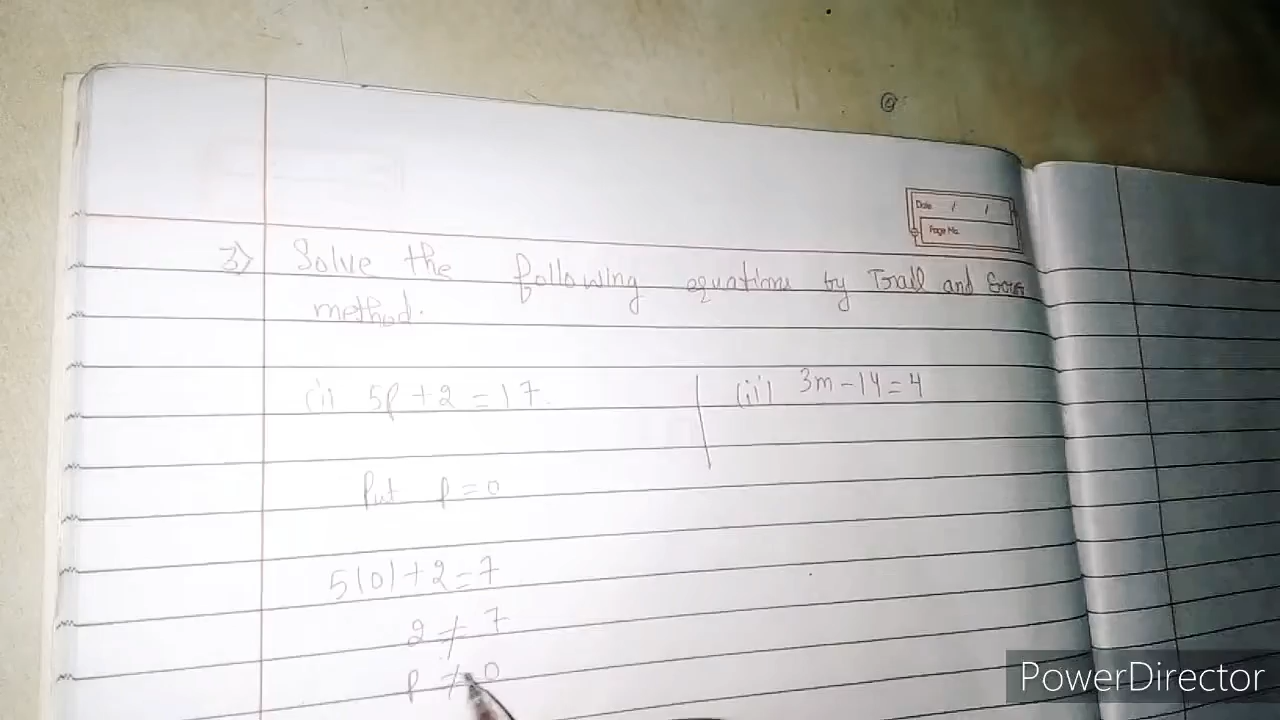 Date / /
Page No.
3) Solve the following equations by Trail and Error
method.
(i) 5p + 2 = 17.
(ii) 3m - 14 = 4
Put p = 0
5(0) + 2 = 7
2 ≠ 7
p ≠ 0
PowerDirector